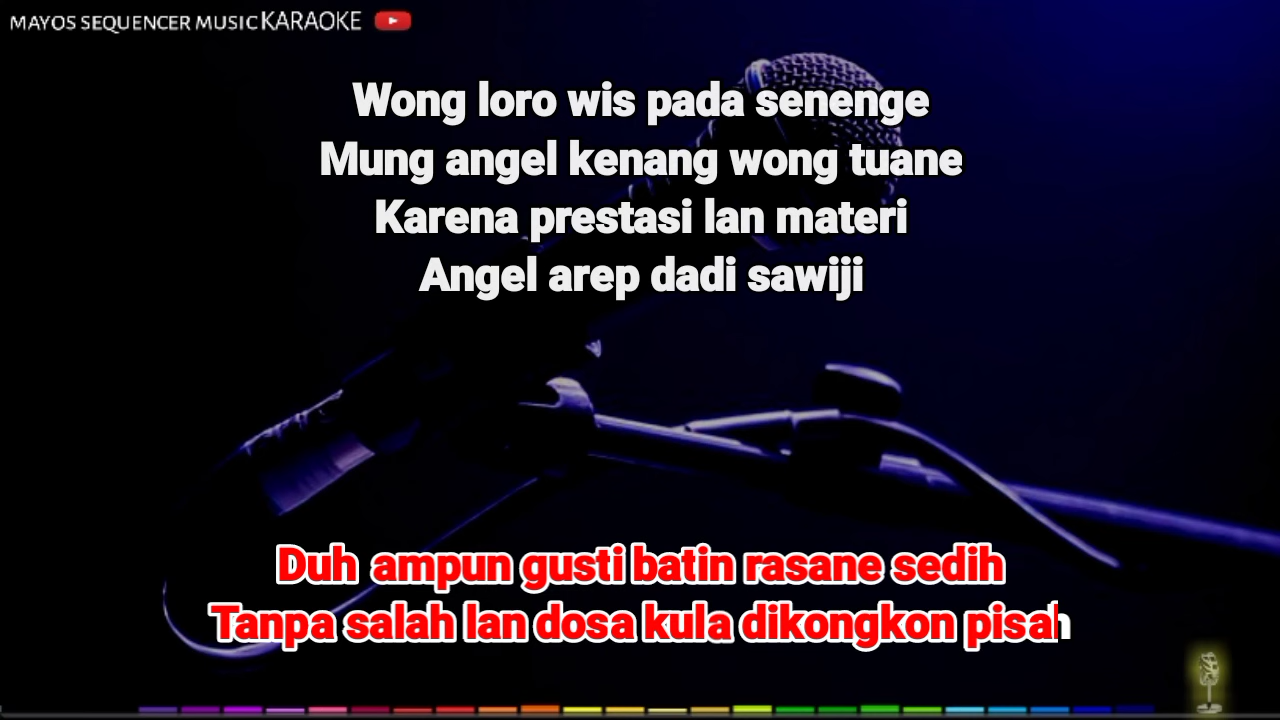 MAYOS SEQUENCER MUSIC KARAOKE
Wong loro wis pada senenge
Mung angel kenang wong tuane
Karena prestasi lan materi
Angel arep dadi sawiji
Duh ampun gusti batin rasane sedih
Tanpa salah lan dosa kula dikongkon pisah